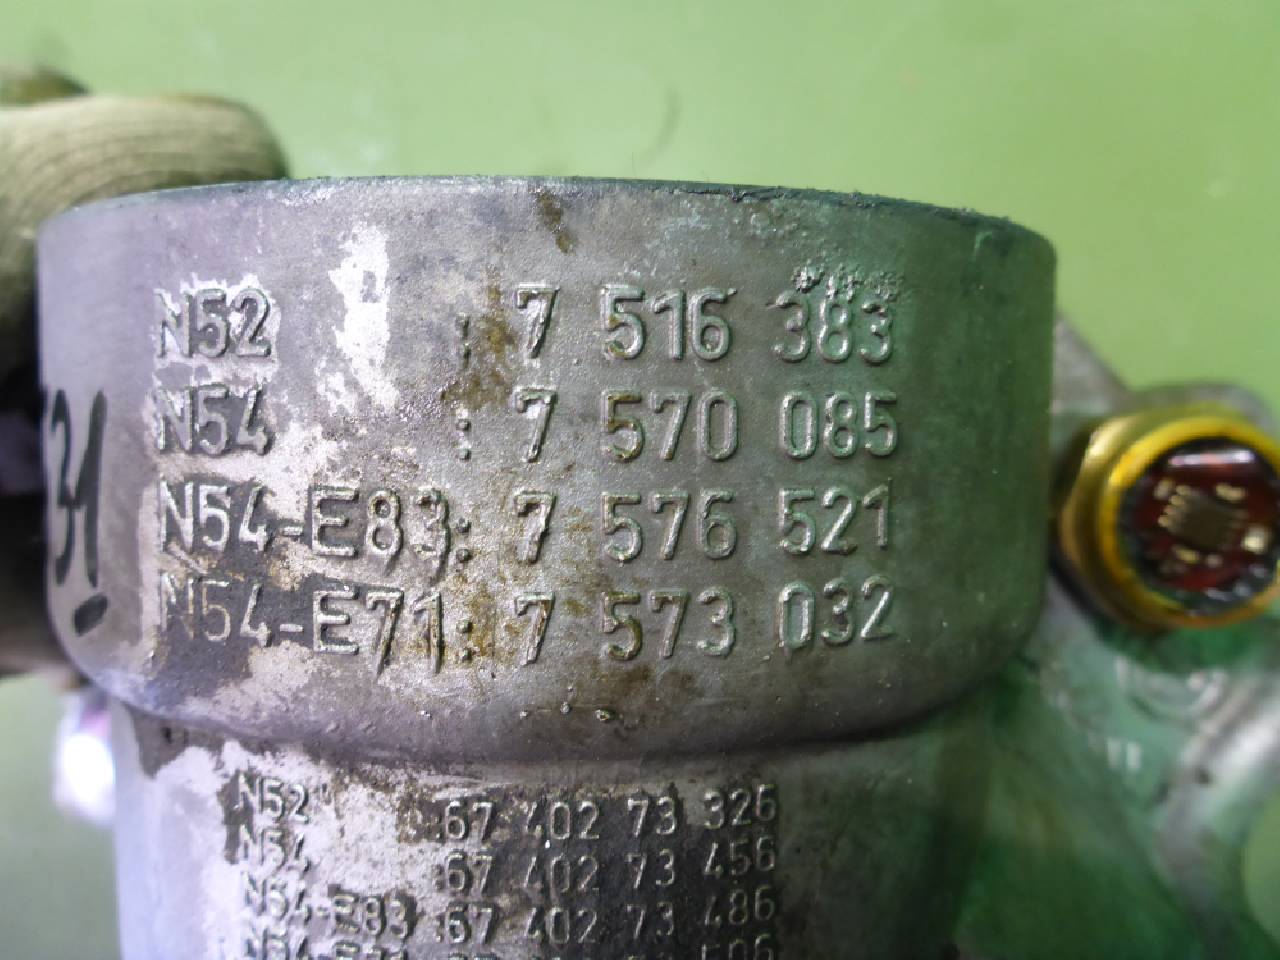 N52 : 7 516 383
N54 : 7 570 085
N54-E83: 7 576 521
N54-E71: 7 573 032
31
N52 :67 402 73 326
N54 :67 402 73 456
N54-E83 :67 402 73 486